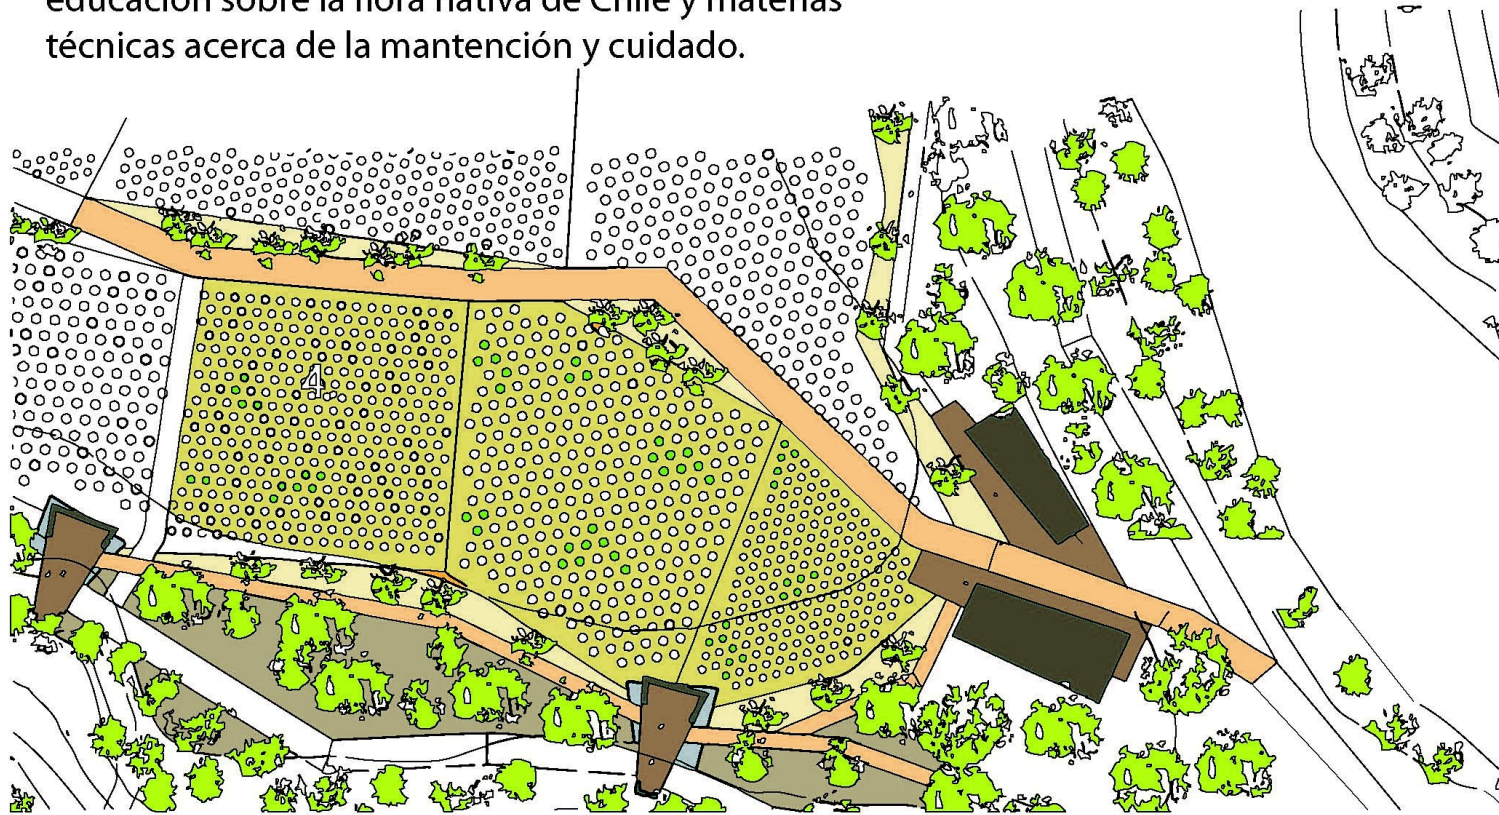 educación sobre la flora nativa de Chile y materias
técnicas acerca de la mantención y cuidado.
4